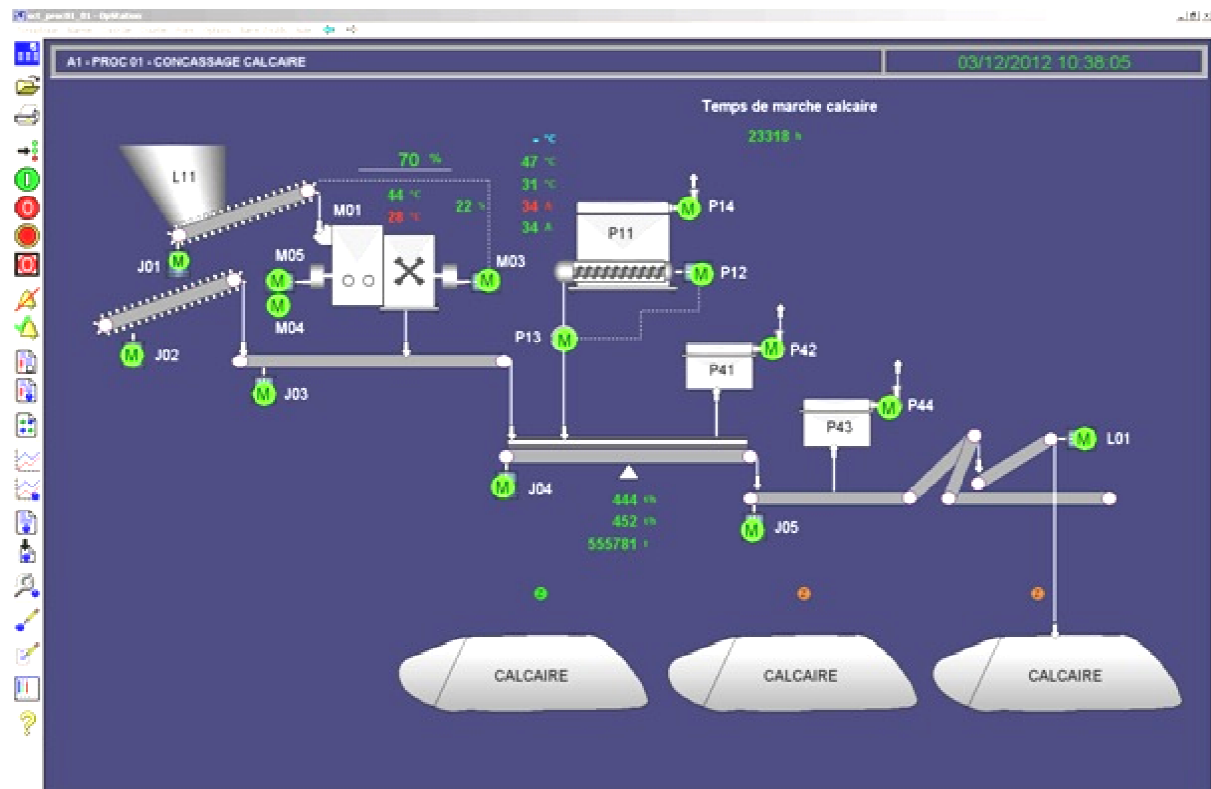 A1 - PROC 01 - CONCASSAGE CALCAIRE
03/12/2012 10:38:05
Temps de marche calcaire
23318 h
- °C
70 %
47 °C
L11
44 °C
31 °C
28 °C
22 %
34 A
34 A
M01
P14
P11
J01
M05
M
M
M
M
M03
M
P12
M
M04
P13
M
J02
M
P42
M
P41
J03
M
P44
M
P43
M
L01
M
J04
444 t/h
452 t/h
555781 t
M
J05
CALCAIRE
CALCAIRE
CALCAIRE